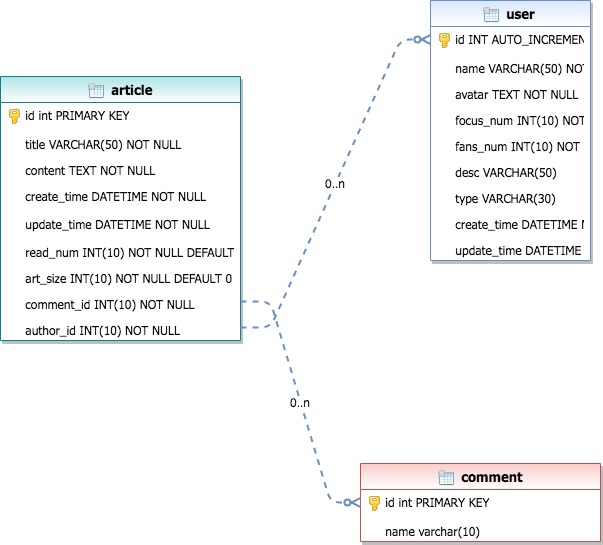 user
id INT AUTO_INCREMEN
name VARCHAR(50) NO
avatar TEXT NOT NULL
focus_num INT(10) NOT
fans_num INT(10) NOT
desc VARCHAR(50)
type VARCHAR(30)
create_time DATETIME
update_time DATETIME
article
id int PRIMARY KEY
title VARCHAR(50) NOT NULL
content TEXT NOT NULL
create_time DATETIME NOT NULL
update_time DATETIME NOT NULL
read_num INT(10) NOT NULL DEFAULT
art_size INT(10) NOT NULL DEFAULT 0
comment_id INT(10) NOT NULL
author_id INT(10) NOT NULL
0..n
0..n
comment
id int PRIMARY KEY
name varchar(10)